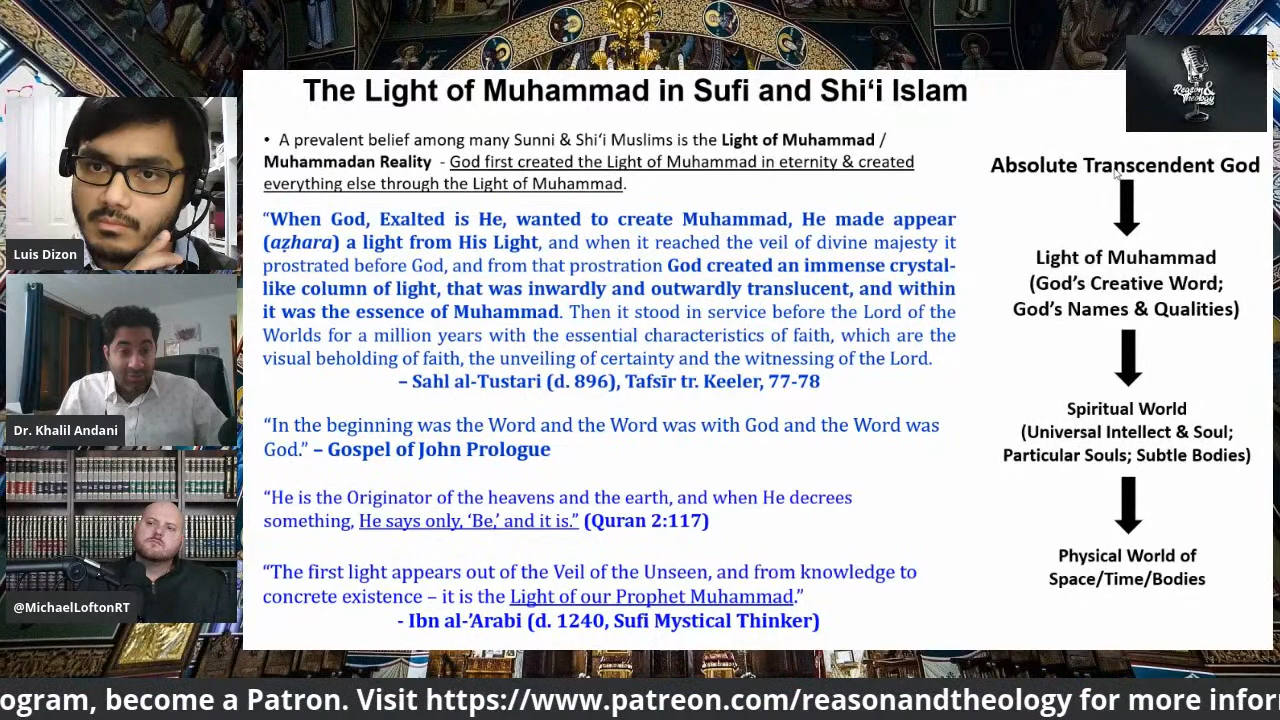 The Light of Muhammad in Sufi and Shi‘i Islam
• A prevalent belief among many Sunni & Shi‘i Muslims is the Light of Muhammad /
Muhammadan Reality - God first created the Light of Muhammad in eternity & created
everything else through the Light of Muhammad.
“When God, Exalted is He, wanted to create Muhammad, He made appear
(aẓhara) a light from His Light, and when it reached the veil of divine majesty it
prostrated before God, and from that prostration God created an immense crystal-
like column of light, that was inwardly and outwardly translucent, and within
it was the essence of Muhammad. Then it stood in service before the Lord of the
Worlds for a million years with the essential characteristics of faith, which are the
visual beholding of faith, the unveiling of certainty and the witnessing of the Lord.
– Sahl al-Tustari (d. 896), Tafsīr tr. Keeler, 77-78
“In the beginning was the Word and the Word was with God and the Word was
God.” – Gospel of John Prologue
“He is the Originator of the heavens and the earth, and when He decrees
something, He says only, ‘Be,’ and it is.” (Quran 2:117)
“The first light appears out of the Veil of the Unseen, and from knowledge to
concrete existence – it is the Light of our Prophet Muhammad.”
- Ibn al-’Arabi (d. 1240, Sufi Mystical Thinker)
Reason &
Theology
Absolute Transcendent God
Light of Muhammad
(God’s Creative Word;
God’s Names & Qualities)
Spiritual World
(Universal Intellect & Soul;
Particular Souls; Subtle Bodies)
Physical World of
Space/Time/Bodies
Luis Dizon
Dr. Khalil Andani
@MichaelLoftonRT
ogram, become a Patron. Visit https://www.patreon.com/reasonandtheology for more infor